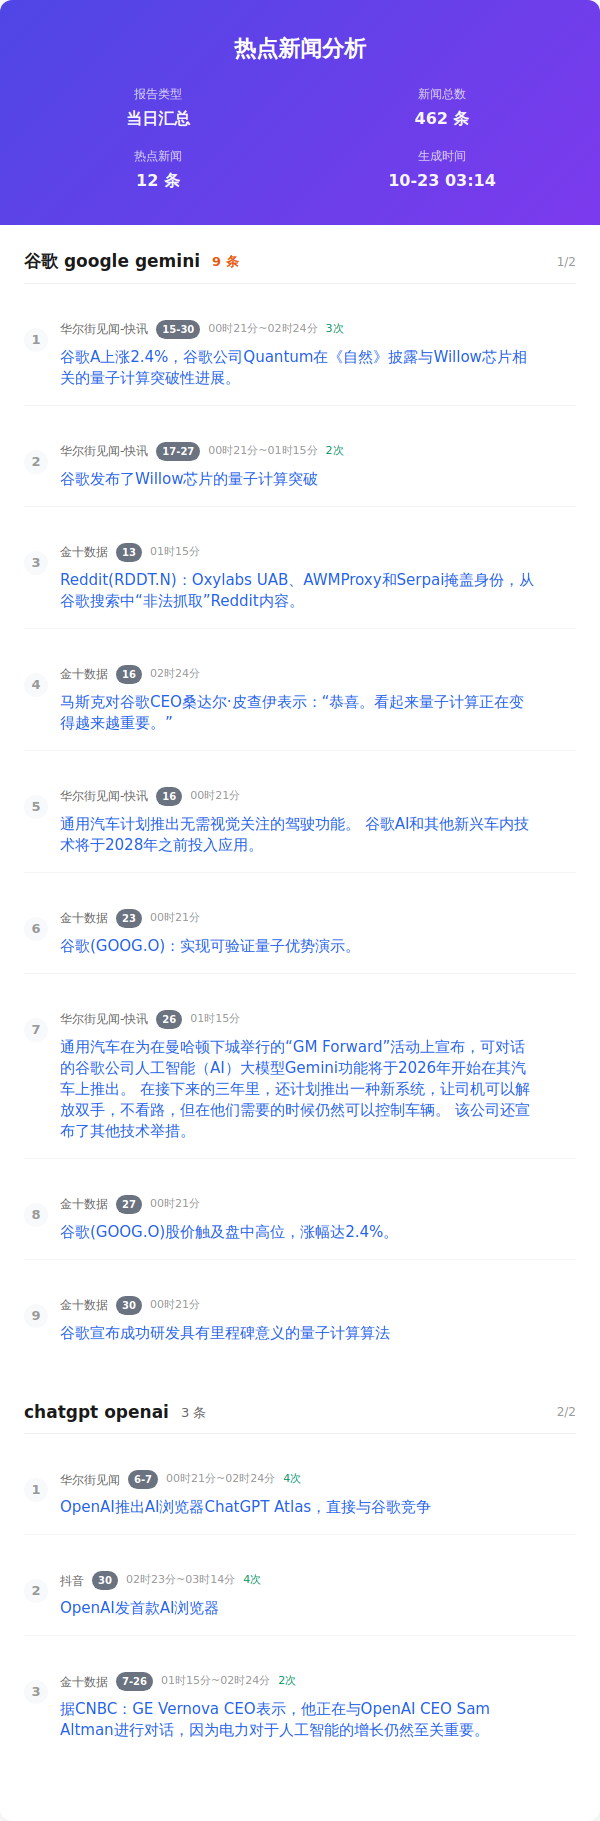 热点新闻分析
报告类型
新闻总数
当日汇总
462 条
热点新闻
生成时间
12 条
10-23 03:14
谷歌 google gemini 9 条 1/2
1
华尔街见闻-快讯 15-30 00时21分~02时24分 3次
谷歌A上涨2.4%，谷歌公司Quantum在《自然》披露与Willow芯片相
关的量子计算突破性进展。
2
华尔街见闻-快讯 17-27 00时21分~01时15分 2次
谷歌发布了Willow芯片的量子计算突破
3
金十数据 13 01时15分
Reddit(RDDT.N)：Oxylabs UAB、AWMProxy和Serpai掩盖身份，从
谷歌搜索中“非法抓取”Reddit内容。
4
金十数据 16 02时24分
马斯克对谷歌CEO桑达尔·皮查伊表示：“恭喜。看起来量子计算正在变
得越来越重要。”
5
华尔街见闻-快讯 16 00时21分
通用汽车计划推出无需视觉关注的驾驶功能。 谷歌AI和其他新兴车内技
术将于2028年之前投入应用。
6
金十数据 23 00时21分
谷歌(GOOG.O)：实现可验证量子优势演示。
7
华尔街见闻-快讯 26 01时15分
通用汽车在为在曼哈顿下城举行的“GM Forward”活动上宣布，可对话
的谷歌公司人工智能（AI）大模型Gemini功能将于2026年开始在其汽
车上推出。 在接下来的三年里，还计划推出一种新系统，让司机可以解
放双手，不看路，但在他们需要的时候仍然可以控制车辆。 该公司还宣
布了其他技术举措。
8
金十数据 27 00时21分
谷歌(GOOG.O)股价触及盘中高位，涨幅达2.4%。
9
金十数据 30 00时21分
谷歌宣布成功研发具有里程碑意义的量子计算算法
chatgpt openai 3 条 2/2
1
华尔街见闻 6-7 00时21分~02时24分 4次
OpenAI推出AI浏览器ChatGPT Atlas，直接与谷歌竞争
2
抖音 30 02时23分~03时14分 4次
OpenAI发首款AI浏览器
3
金十数据 7-26 01时15分~02时24分 2次
据CNBC：GE Vernova CEO表示，他正在与OpenAI CEO Sam
Altman进行对话，因为电力对于人工智能的增长仍然至关重要。